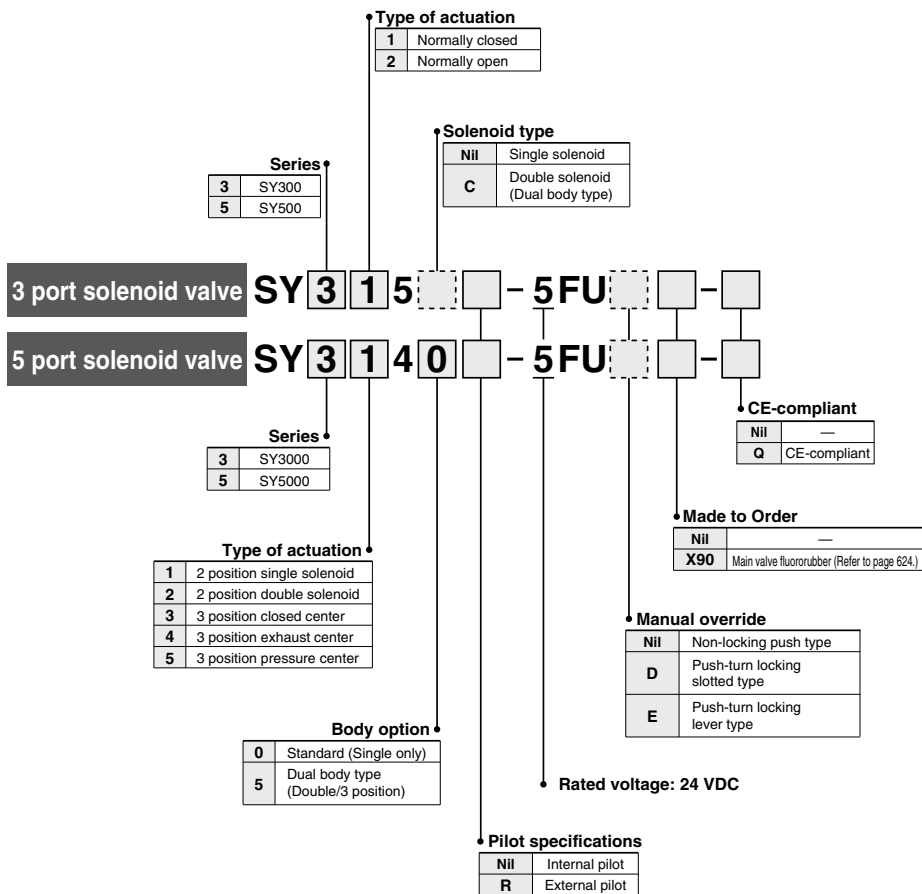 Type of actuation
1 Normally closed
2 Normally open
Solenoid type
Nil Single solenoid
C Double solenoid
(Dual body type)
Series
3 SY300
5 SY500
3 port solenoid valve SY 3 1 5 - 5 FU -
5 port solenoid valve SY 3 1 4 0 - 5 FU -
CE-compliant
Nil —
Q CE-compliant
Series
3 SY3000
5 SY5000
Made to Order
Nil —
X90 Main valve fluororubber (Refer to page 624.)
Type of actuation
1 2 position single solenoid
2 2 position double solenoid
3 3 position closed center
4 3 position exhaust center
5 3 position pressure center
Manual override
Nil Non-locking push type
D Push-turn locking
slotted type
E Push-turn locking
lever type
Body option
0 Standard (Single only)
5 Dual body type
(Double/3 position)
Rated voltage: 24 VDC
Pilot specifications
Nil Internal pilot
R External pilot